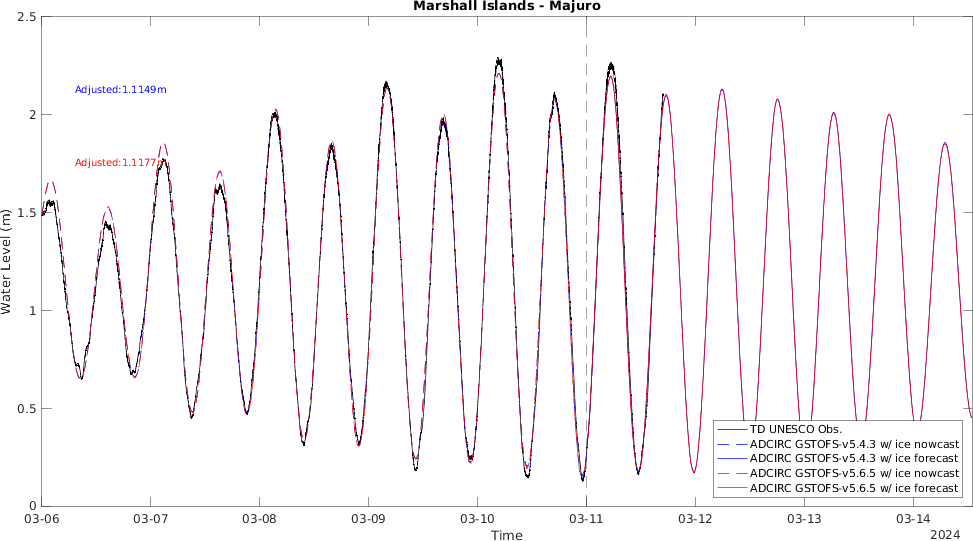 Marshall Islands - Majuro
2.5
2
1.5
1
0.5
0
Water Level (m)
Adjusted:1.1149m
Adjusted:1.1177m
TD UNESCO Obs.
ADCIRC GSTOFS-v5.4.3 w/ ice nowcast
ADCIRC GSTOFS-v5.4.3 w/ ice forecast
ADCIRC GSTOFS-v5.6.5 w/ ice nowcast
ADCIRC GSTOFS-v5.6.5 w/ ice forecast
03-06 03-07 03-08 03-09 03-10 03-11 03-12 03-13 03-14
Time
2024